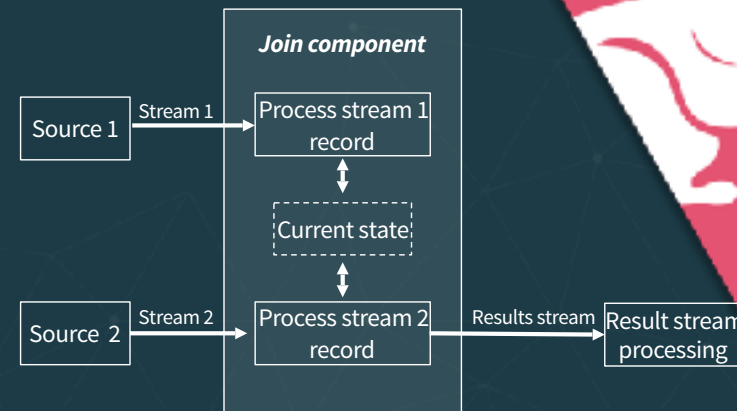 Join component
Source 1
Stream 1
Process stream 1
record
Current state
Source 2
Stream 2
Process stream 2
record
Results stream
Result stream
processing